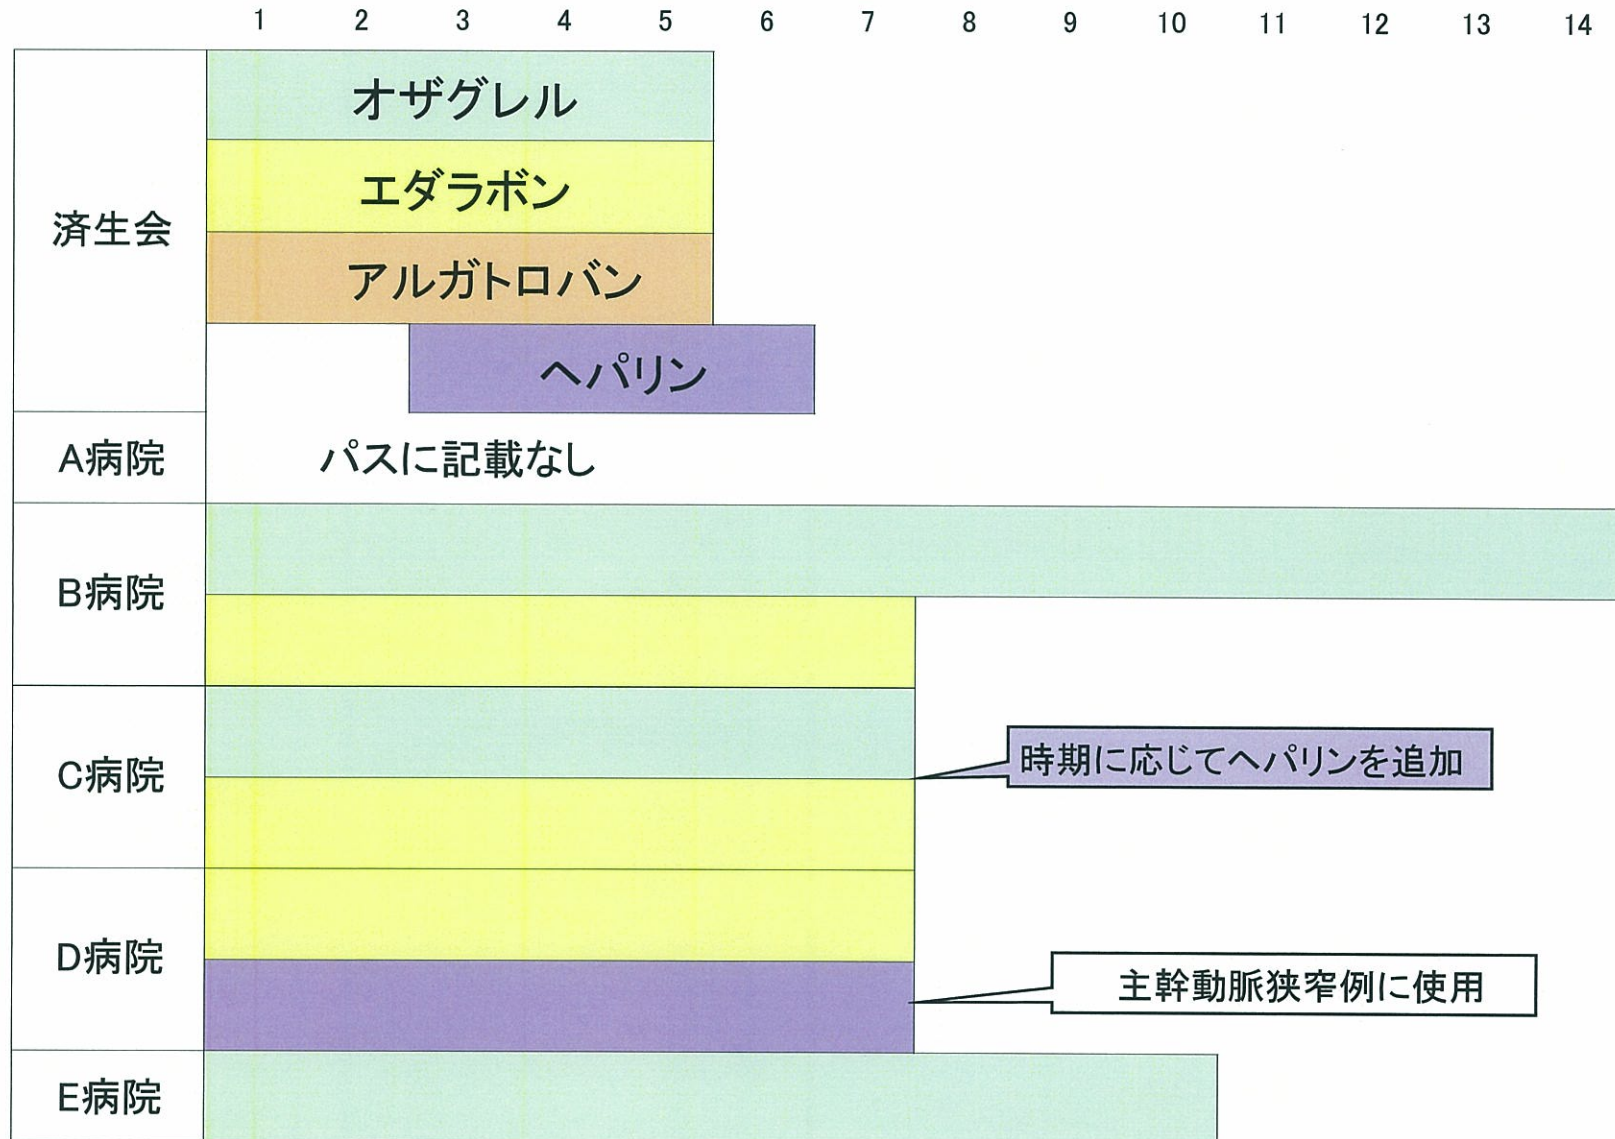 1 2 3 4 5 6 7 8 9 10 11 12 13 14
オザグレル
エダラボン
済生会
アルガトロバン
ヘパリン
A病院 パスに記載なし
B病院
C病院 時期に応じてヘパリンを追加
D病院 主幹動脈狭窄例に使用
E病院